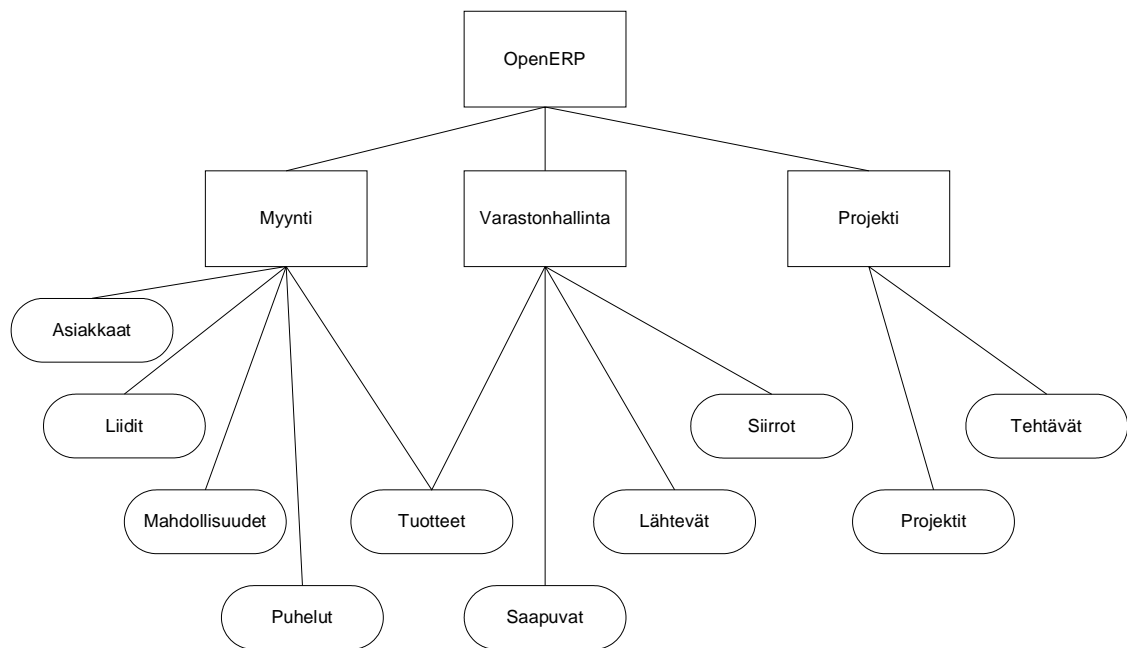 OpenERP
Myynti
Varastonhallinta
Projekti
Asiakkaat
Liidit
Siirrot
Tehtävät
Mahdollisuudet
Tuotteet
Lähtevät
Projektit
Puhelut
Saapuvat